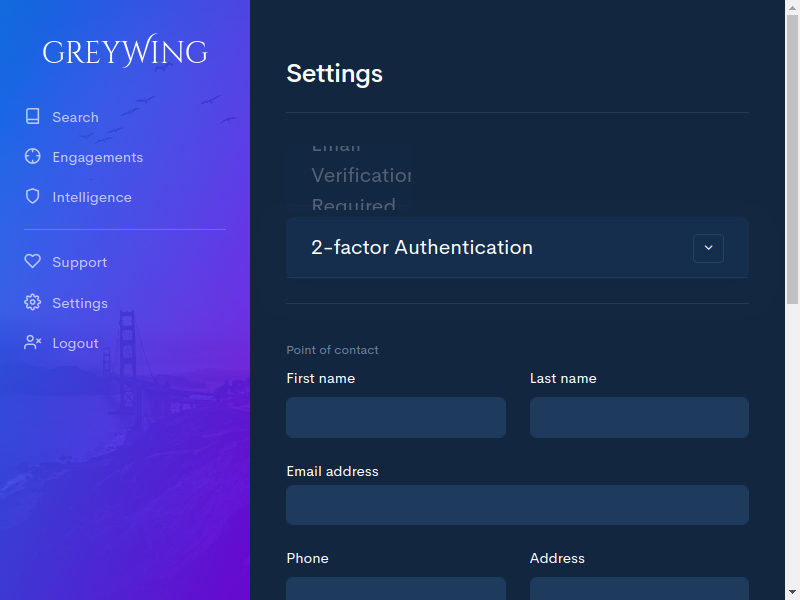 GREYWING
Search
Engagements
Intelligence
Support
Settings
Logout
Settings
Email
Verification
Required
2-factor Authentication
Point of contact
First name
Last name
Email address
Phone
Address